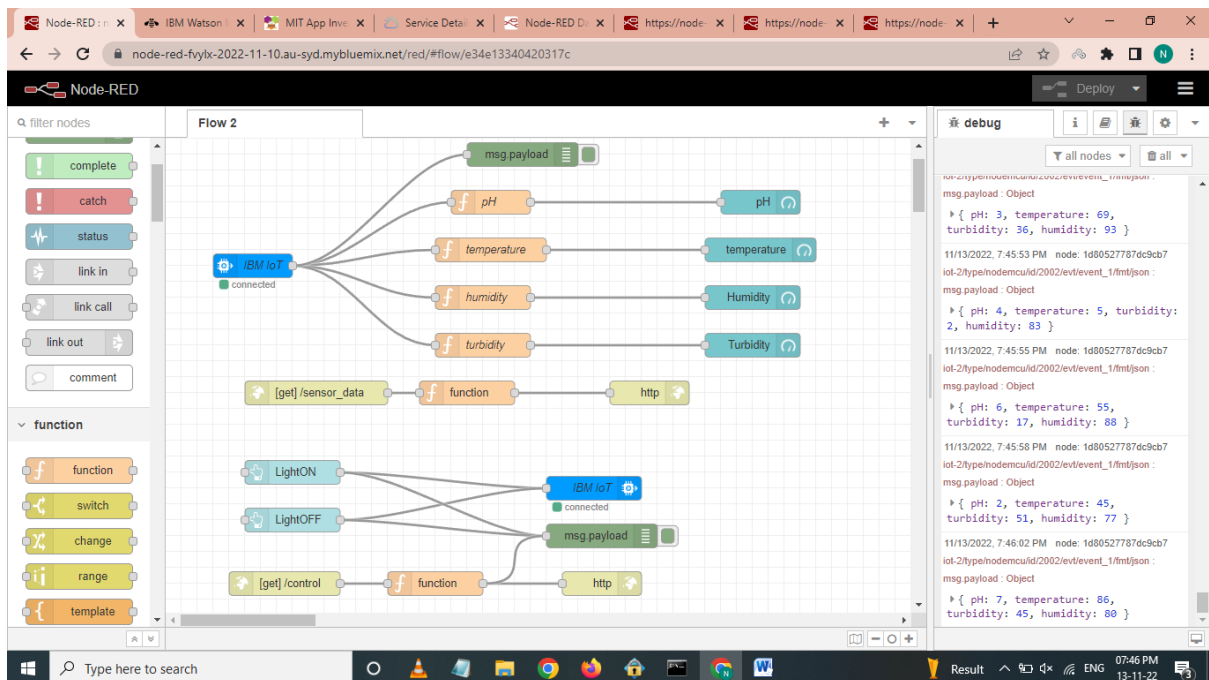 Node-RED : n
IBM Watson
MIT App Inve
Service Detail
Node-RED Da
https://node-
https://node-
https://node-
node-red-fvylx-2022-11-10.au-syd.mybluemix.net/red/#flow/e34e13340420317c
N
Node-RED
Deploy
filter nodes
complete
catch
status
link in
link call
link out
comment
function
function
switch
change
range
template
Flow 2
msg.payload
pH
pH
IBM IoT
connected
temperature
temperature
humidity
Humidity
turbidity
Turbidity
[get] /sensor_data
function
http
LightON
IBM IoT
connected
LightOFF
msg.payload
[get] /control
function
http
debug
all nodes
all
iot-2/type/nodemcu/id/2002/evt/event_1/fmt/json :
msg.payload : Object
{ pH: 3, temperature: 69,
turbidity: 36, humidity: 93 }
11/13/2022, 7:45:53 PM node: 1d80527787dc9cb7
iot-2/type/nodemcu/id/2002/evt/event_1/fmt/json :
msg.payload : Object
{ pH: 4, temperature: 5, turbidity:
2, humidity: 83 }
11/13/2022, 7:45:55 PM node: 1d80527787dc9cb7
iot-2/type/nodemcu/id/2002/evt/event_1/fmt/json :
msg.payload : Object
{ pH: 6, temperature: 55,
turbidity: 17, humidity: 88 }
11/13/2022, 7:45:58 PM node: 1d80527787dc9cb7
iot-2/type/nodemcu/id/2002/evt/event_1/fmt/json :
msg.payload : Object
{ pH: 2, temperature: 45,
turbidity: 51, humidity: 77 }
11/13/2022, 7:46:02 PM node: 1d80527787dc9cb7
iot-2/type/nodemcu/id/2002/evt/event_1/fmt/json :
msg.payload : Object
{ pH: 7, temperature: 86,
turbidity: 45, humidity: 80 }
Type here to search
Result
ENG
07:46 PM
13-11-22
3